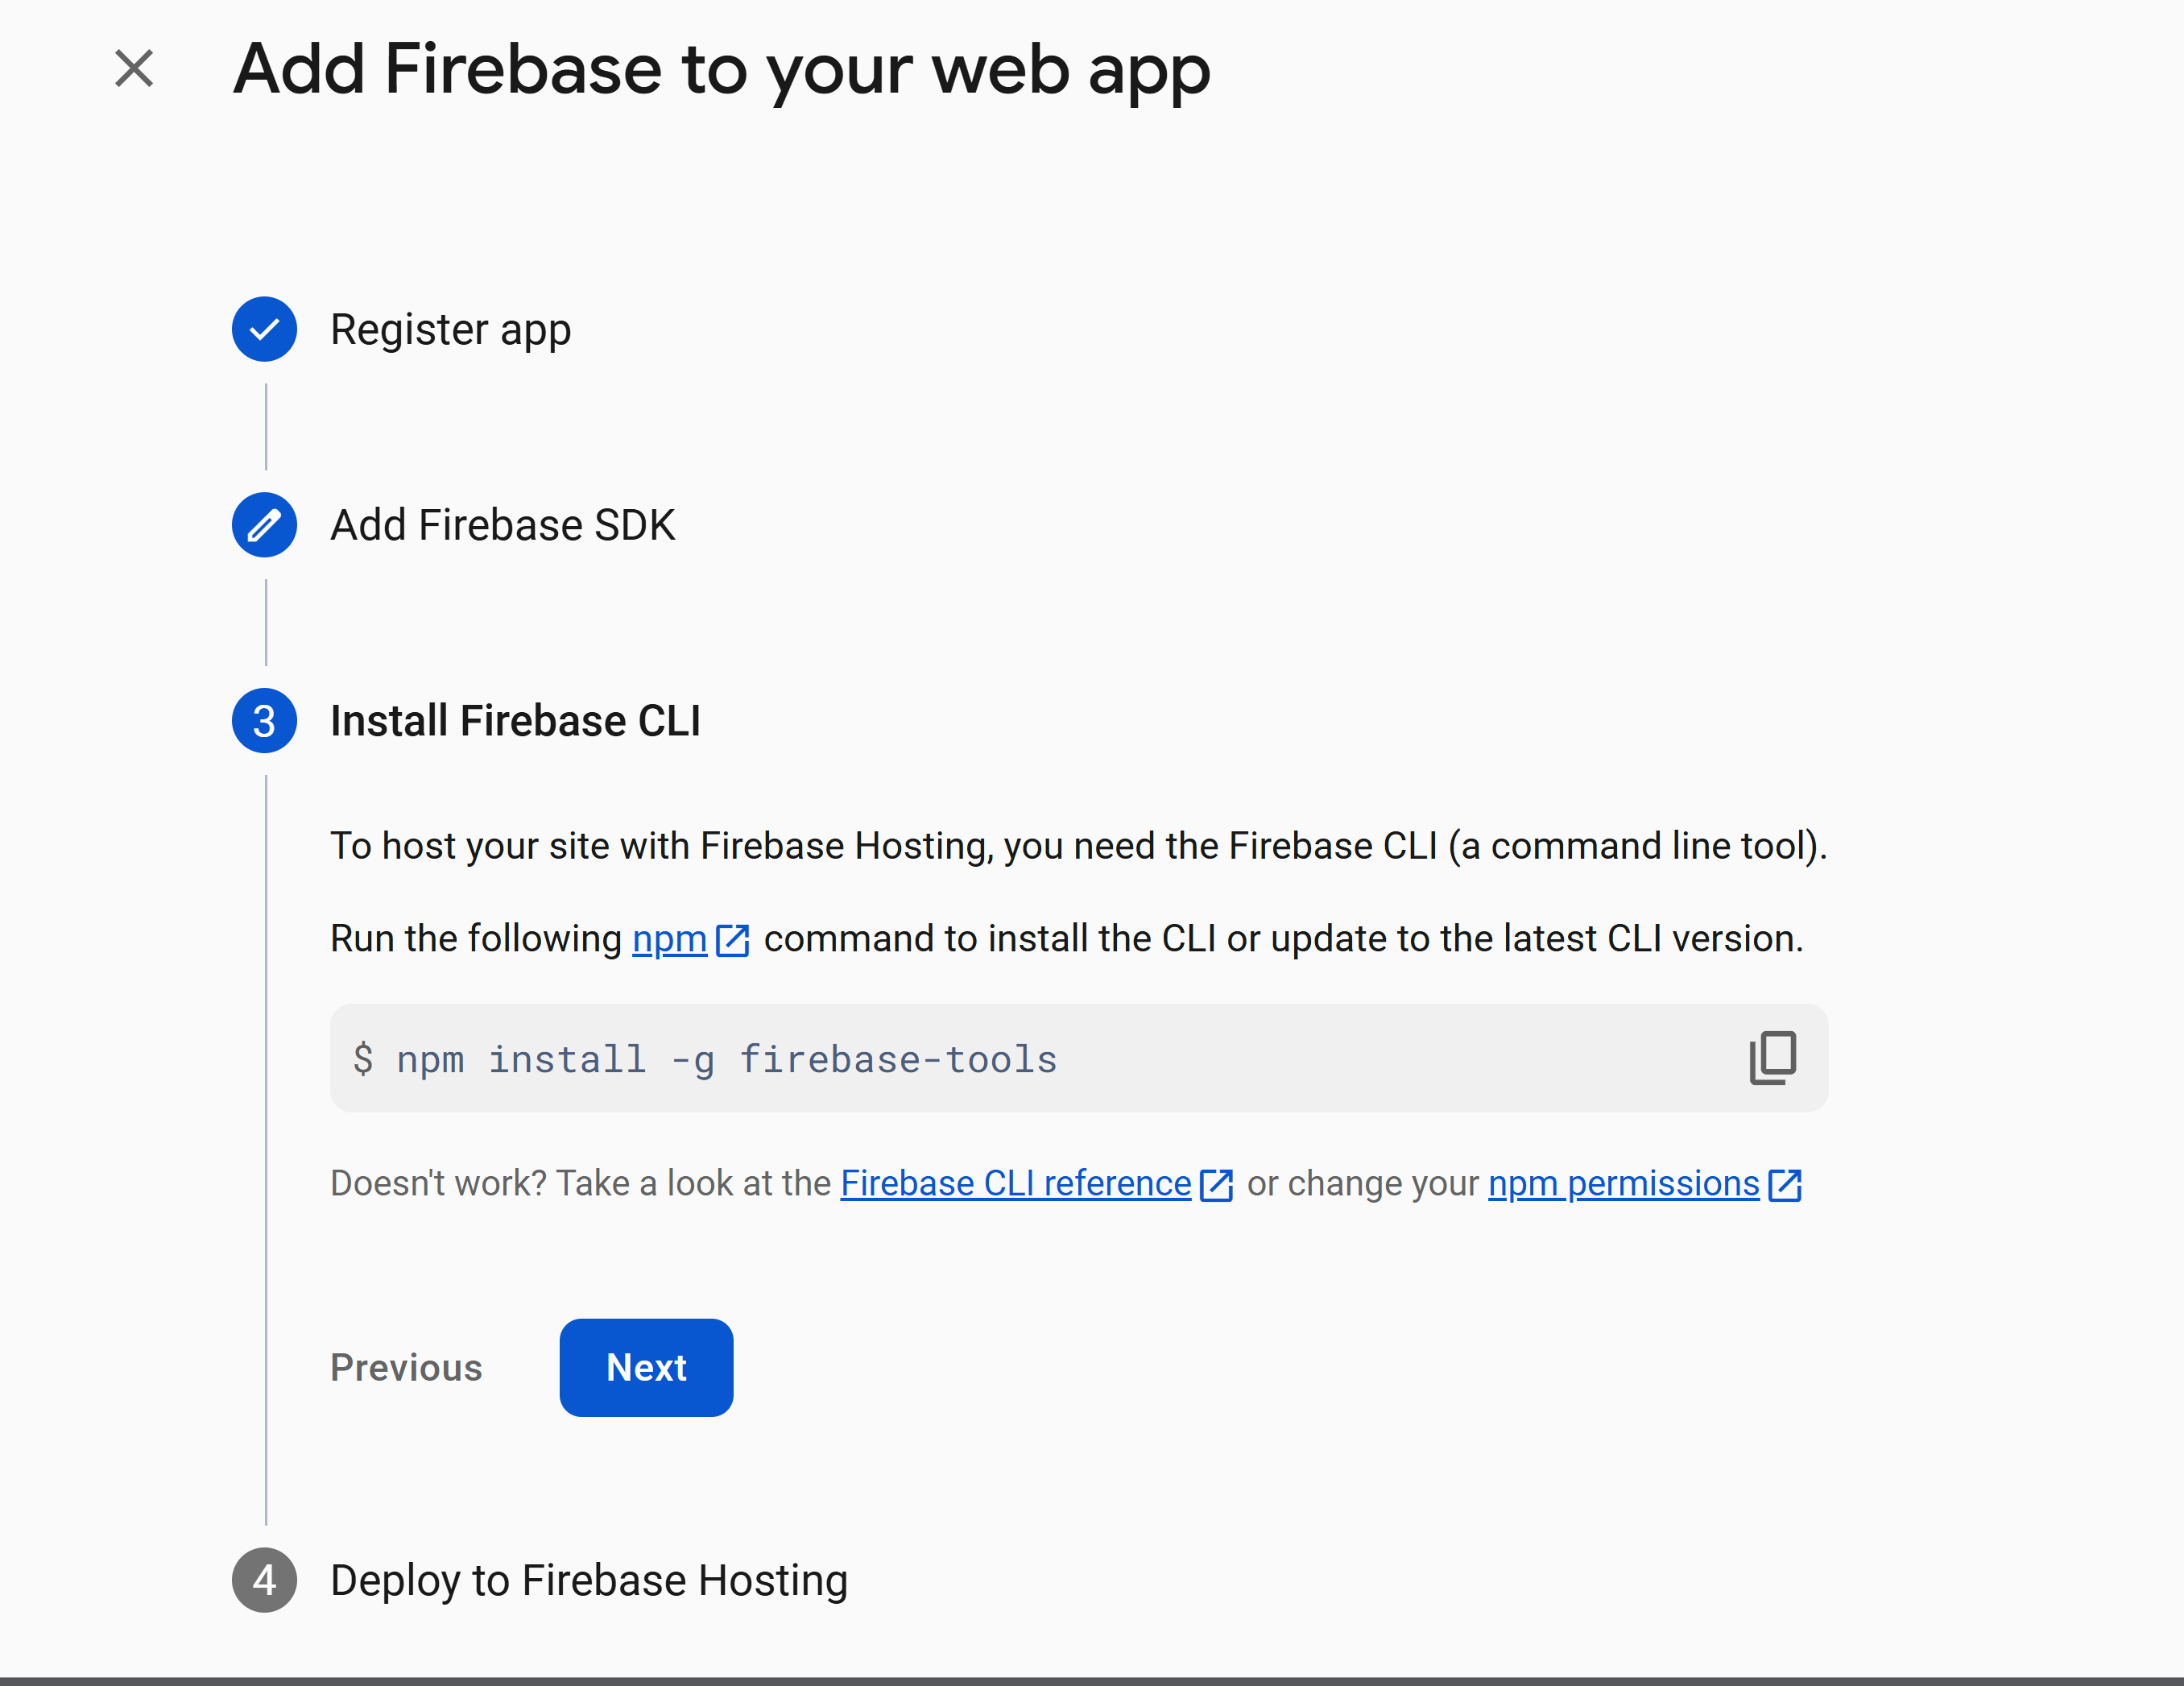 Add Firebase to your web app
Register app
Add Firebase SDK
3 Install Firebase CLI
To host your site with Firebase Hosting, you need the Firebase CLI (a command line tool).
Run the following npm command to install the CLI or update to the latest CLI version.
$ npm install -g firebase-tools
Doesn't work? Take a look at the Firebase CLI reference or change your npm permissions
Previous Next
4 Deploy to Firebase Hosting